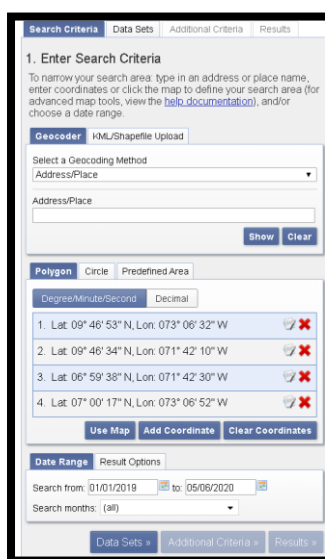 Search Criteria Data Sets Additional Criteria Results
1. Enter Search Criteria
To narrow your search area: type in an address or place name,
enter coordinates or click the map to define your search area (for
advanced map tools, view the help documentation), and/or
choose a date range.
Geocoder KML/Shapefile Upload
Select a Geocoding Method
Address/Place
Address/Place
Show Clear
Polygon Circle Predefined Area
Degree/Minute/Second Decimal
1. Lat: 09° 46' 53" N, Lon: 073° 06' 32" W
2. Lat: 09° 46' 34" N, Lon: 071° 42' 10" W
3. Lat: 06° 59' 38" N, Lon: 071° 42' 30" W
4. Lat: 07° 00' 17" N, Lon: 073° 06' 52" W
Use Map Add Coordinate Clear Coordinates
Date Range Result Options
Search from: 01/01/2019 to: 05/06/2020
Search months: (all)
Data Sets » Additional Criteria » Results »